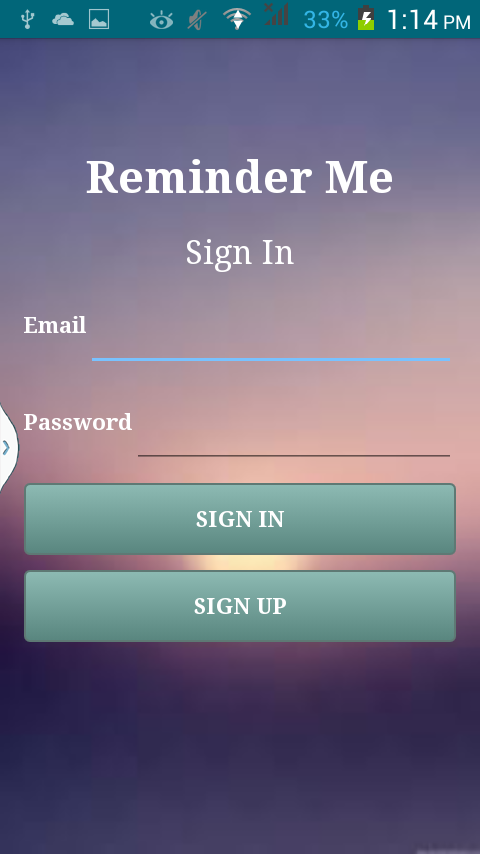 33% 1:14 PM
Reminder Me
Sign In
Email
Password
SIGN IN
SIGN UP